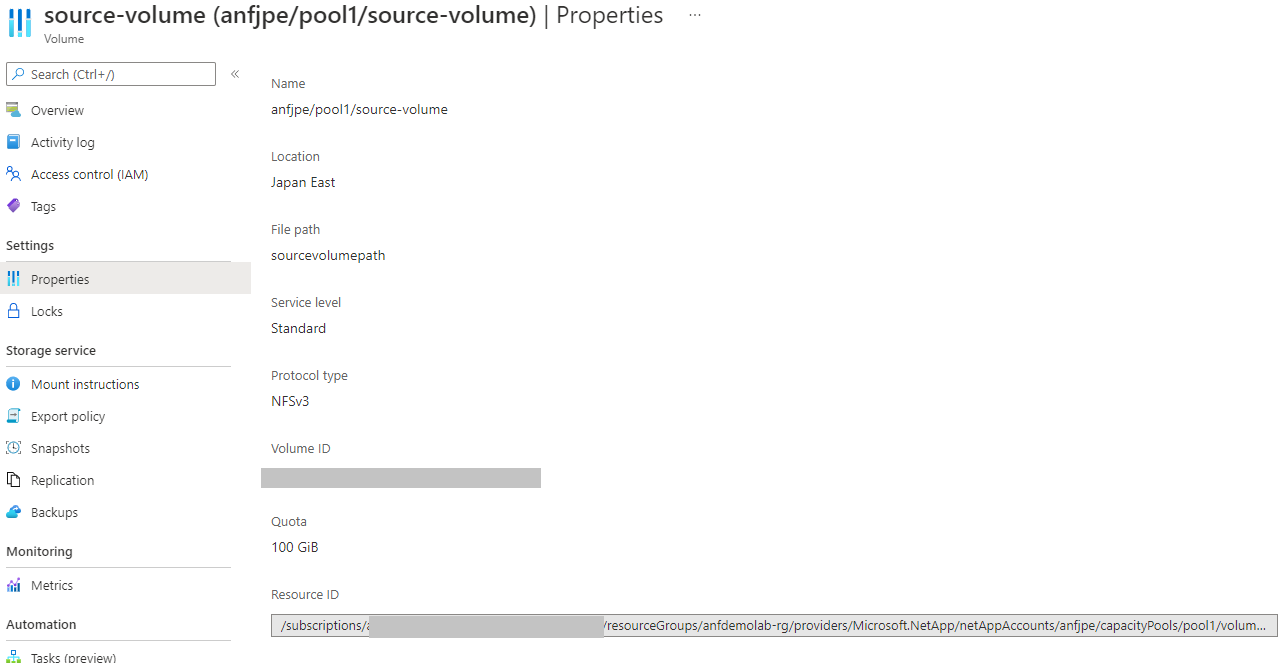 source-volume (anfjpe/pool1/source-volume) | Properties ...
Volume
Search (Ctrl+/)
«
Overview
Activity log
Access control (IAM)
Tags
Settings
Properties
Locks
Storage service
Mount instructions
Export policy
Snapshots
Replication
Backups
Monitoring
Metrics
Automation
Tasks (preview)
Name
anfjpe/pool1/source-volume
Location
Japan East
File path
sourcevolumepath
Service level
Standard
Protocol type
NFSv3
Volume ID
Quota
100 GiB
Resource ID
/subscriptions/a /resourceGroups/anfdemolab-rg/providers/Microsoft.NetApp/netAppAccounts/anfjpe/capacityPools/pool1/volum...